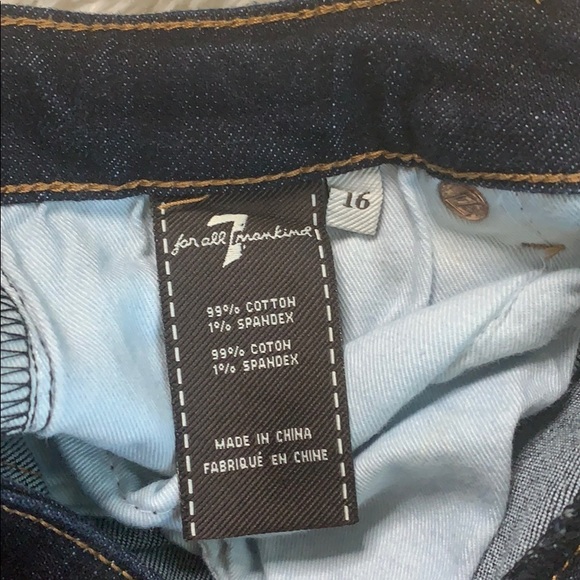 for all 7 mankind
16
99% COTTON
1% SPANDEX
99% COTON
1% SPANDEX
MADE IN CHINA
FABRIQUÉ EN CHINE